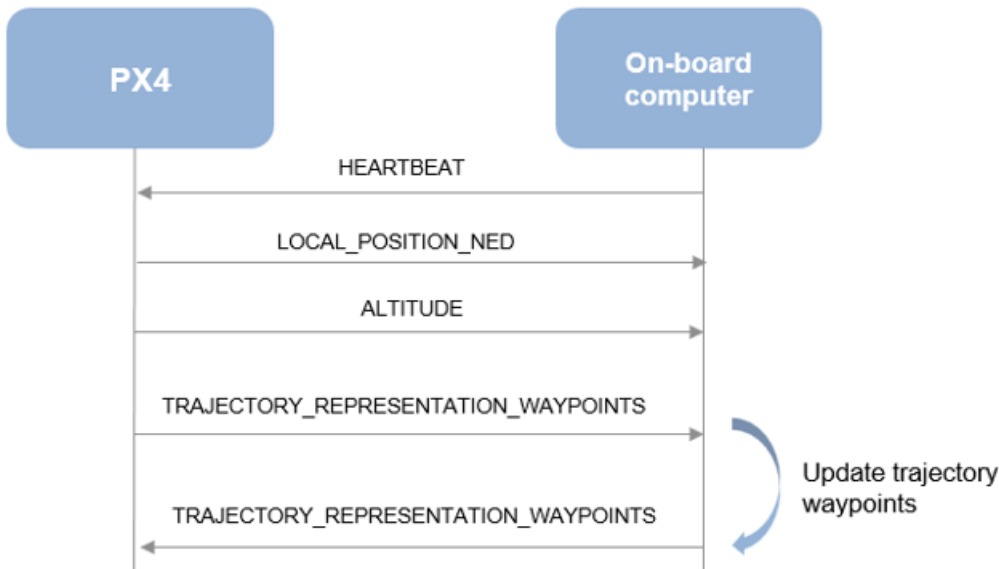 PX4
On-board
computer
HEARTBEAT
LOCAL_POSITION_NED
ALTITUDE
TRAJECTORY_REPRESENTATION_WAYPOINTS
Update trajectory
waypoints
TRAJECTORY_REPRESENTATION_WAYPOINTS